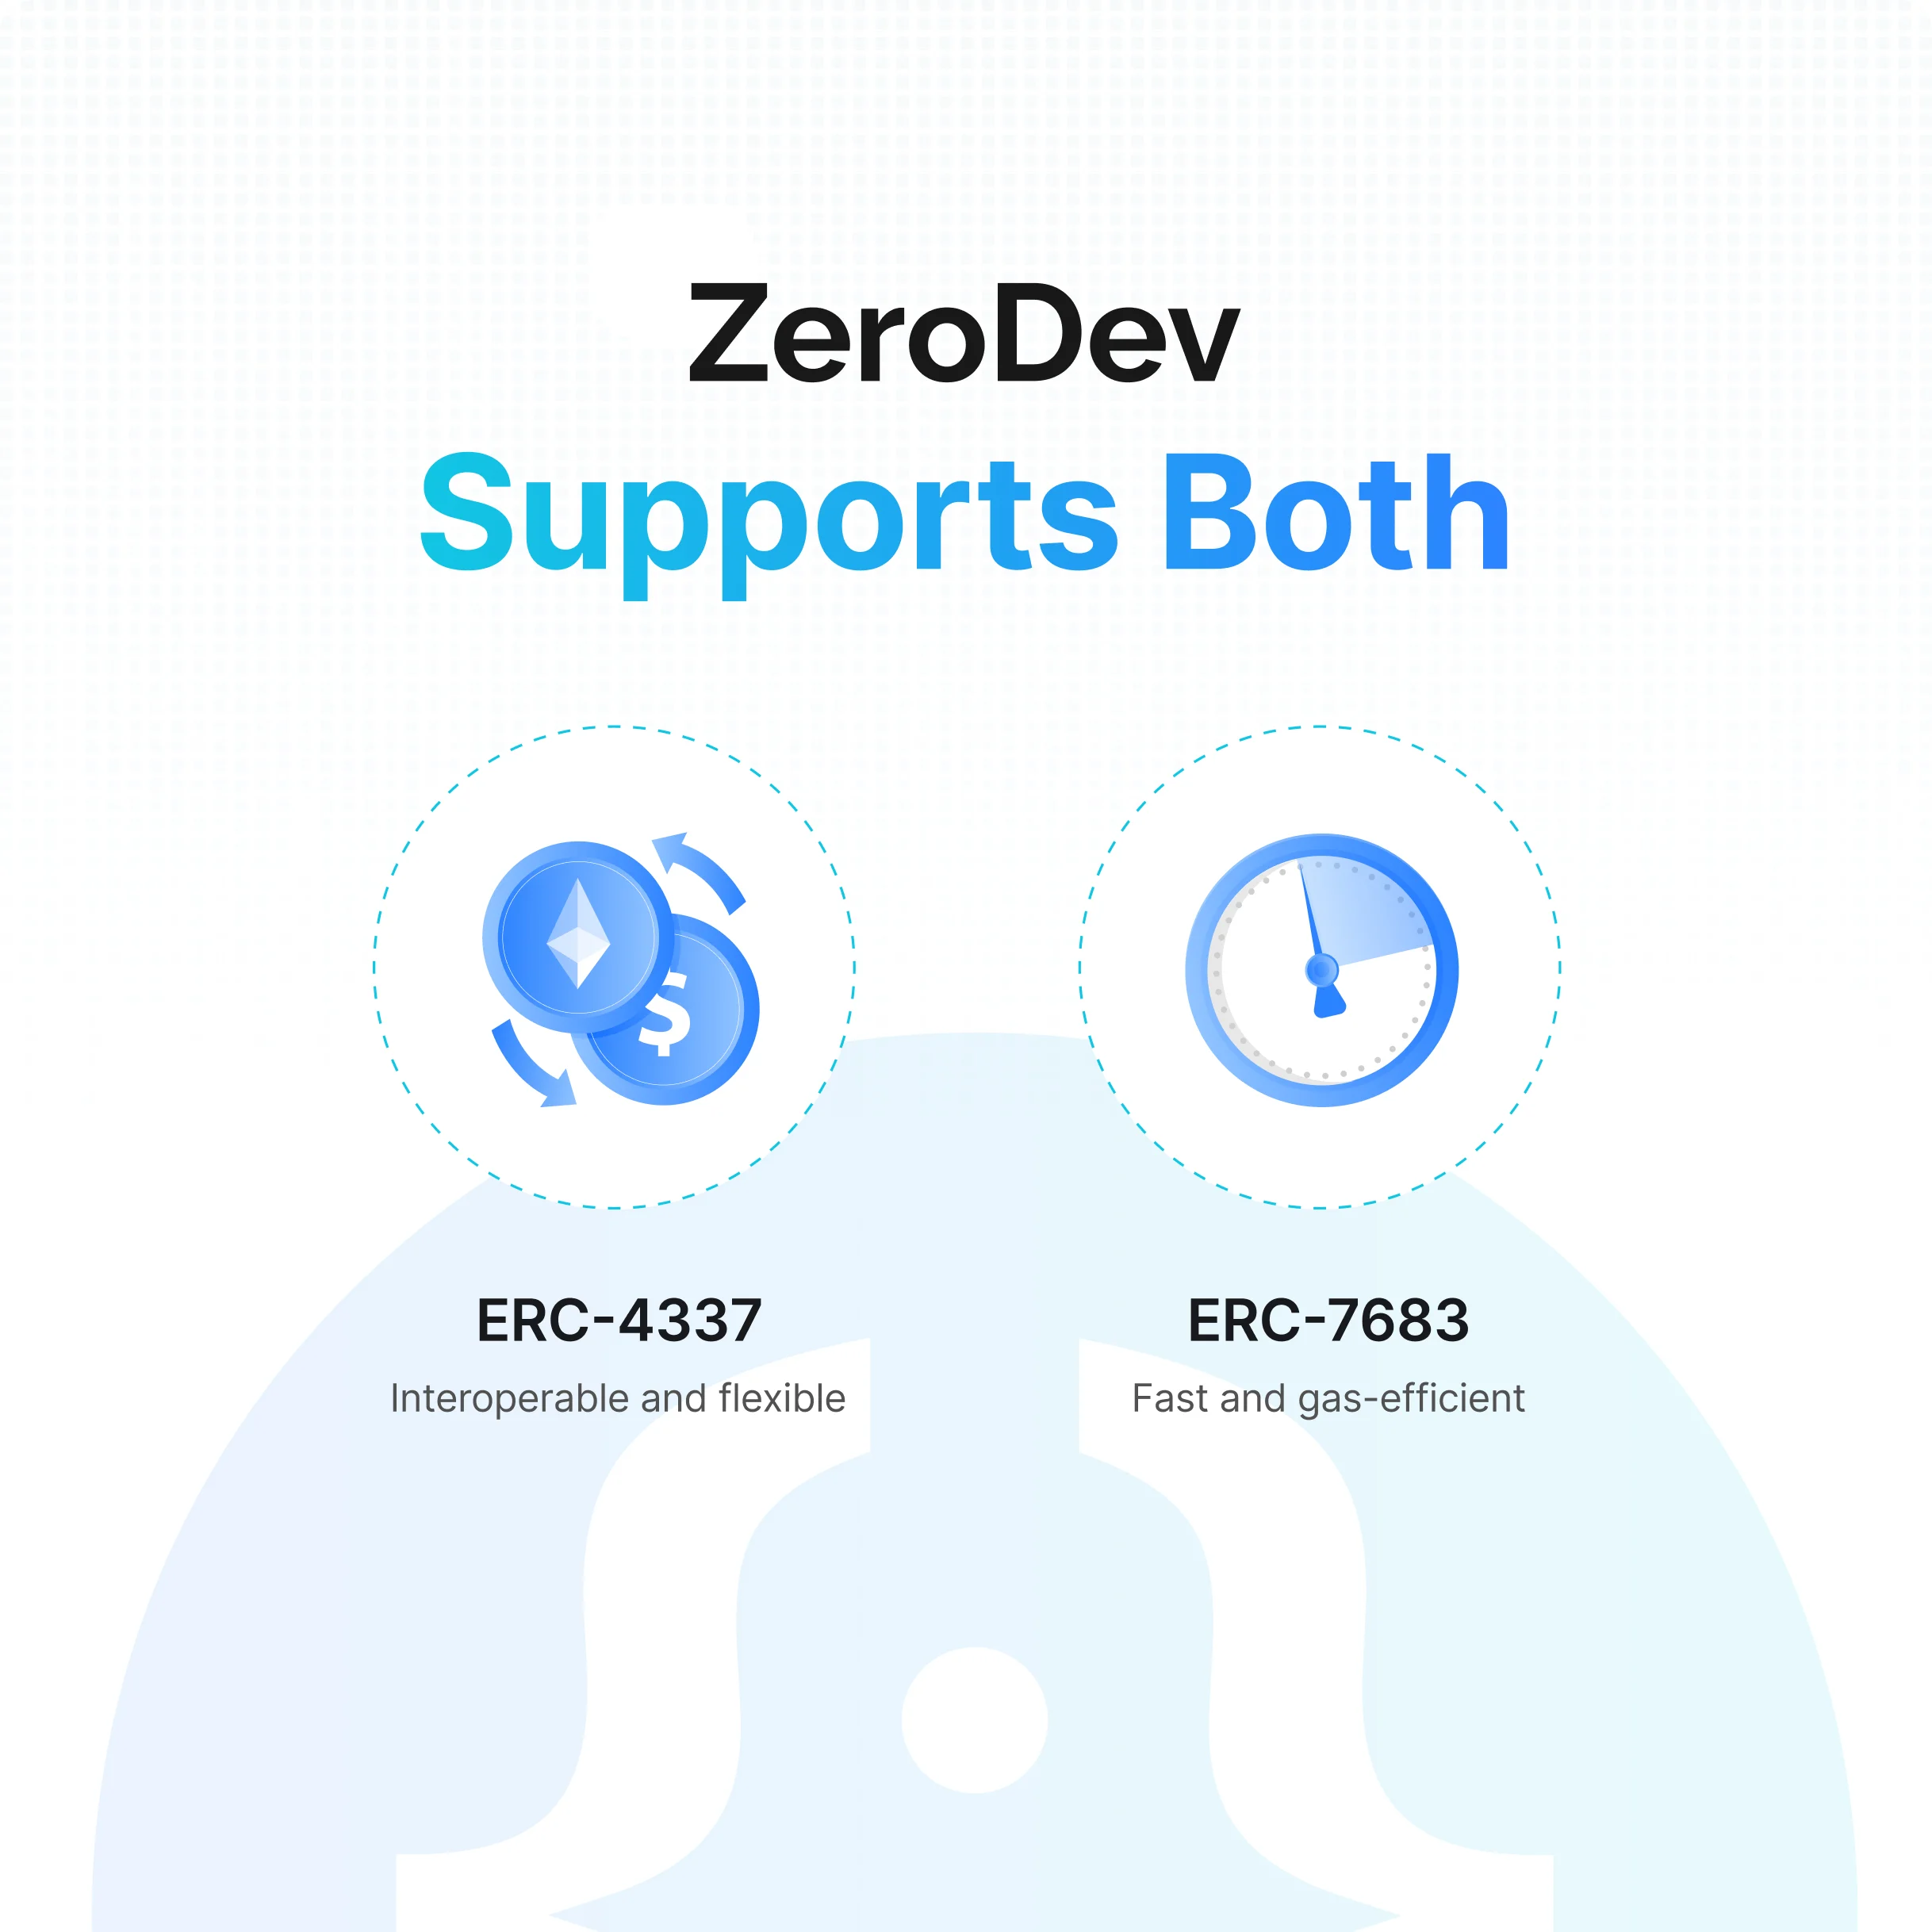 ZeroDev
Supports Both
$
ERC-4337
Interoperable and flexible
ERC-7683
Fast and gas-efficient